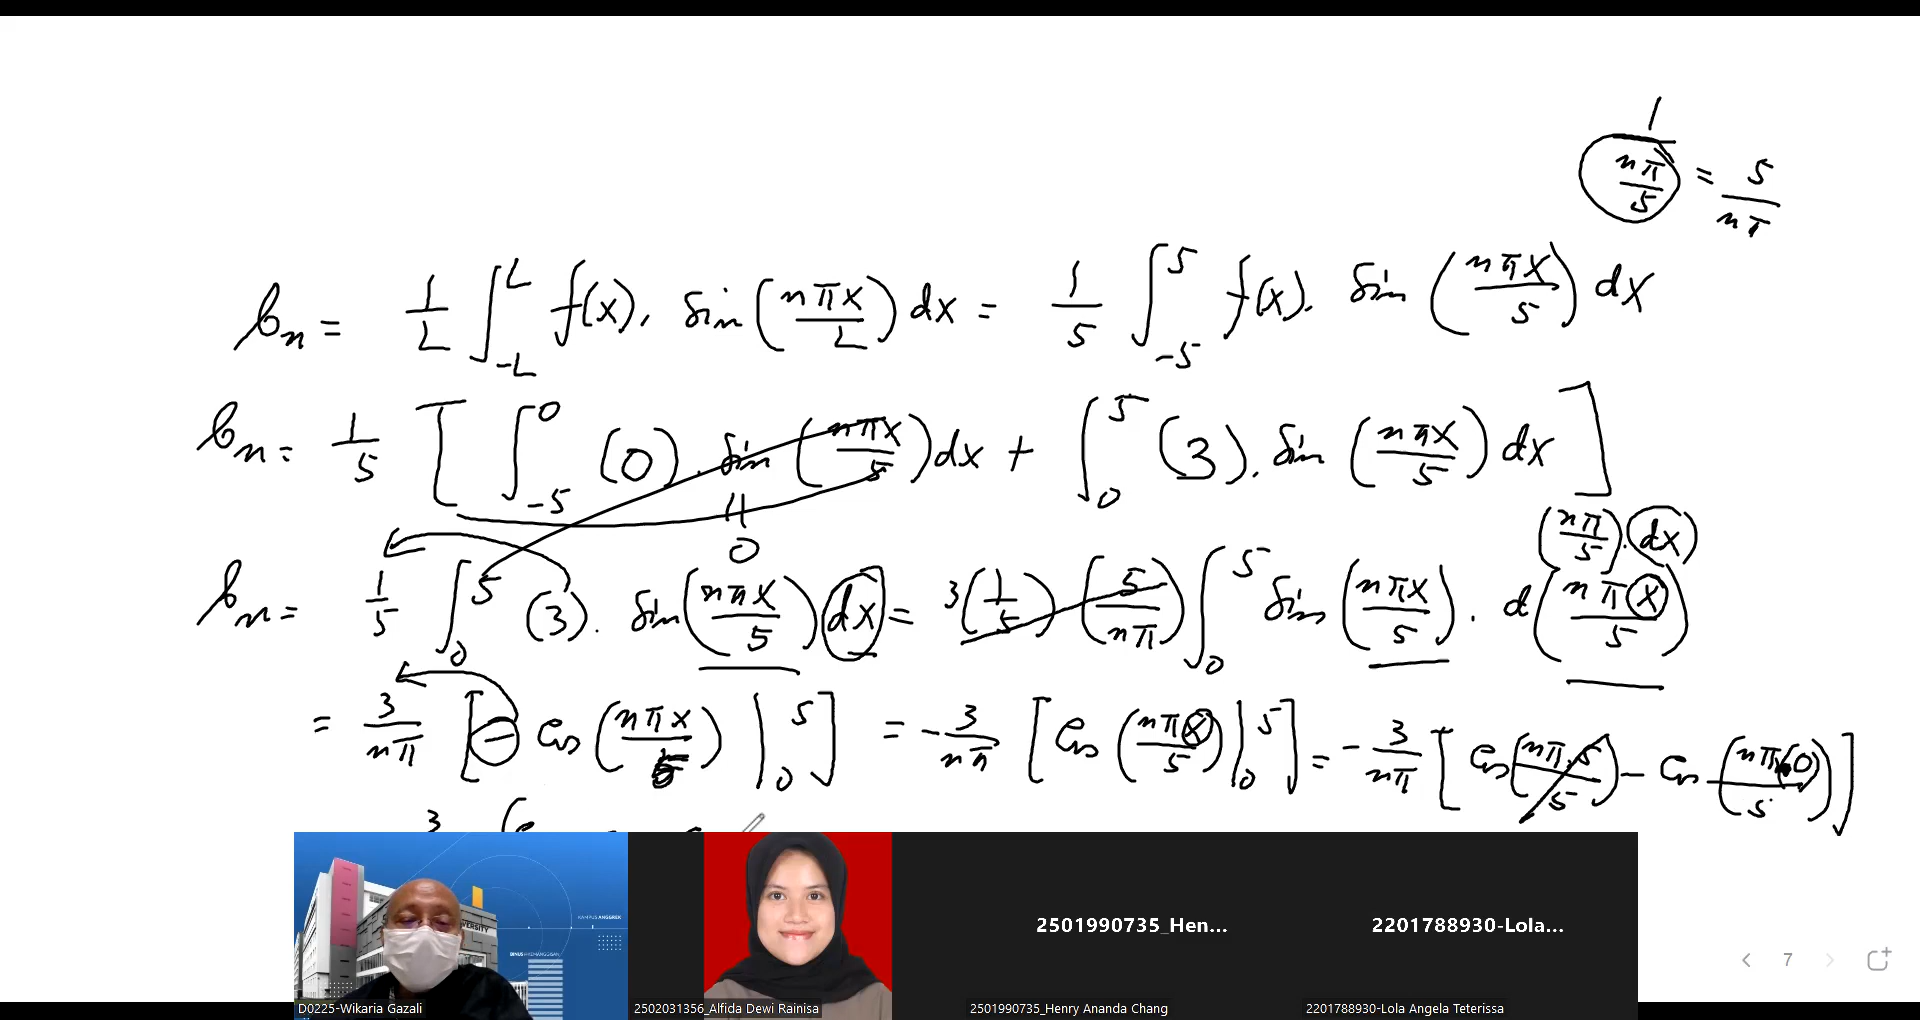 1
nπ/5 = 5/nπ
bn = 1/L ∫_{-L}^{L} f(x). Sin(nπx/L)dx = 1/5 ∫_{-5}^{5} f(x). Sin(nπx/5)dx
bn = 1/5 [∫_{-5}^{0} (0). Sin(nπx/5)dx + ∫_{0}^{5} (3). Sin(nπx/5)dx]
||
0
(nπ/5).(dx)
bn = 1/5 ∫_{0}^{5} (3). Sin(nπx/5)dx = 3(1/5)(5/nπ)∫_{0}^{5} Sin(nπx/5). d(nπx/5)
= 3/nπ [- Cos(nπx/5)|_{0}^{5}] = -3/nπ [Cos(nπx/5)|_{0}^{5}] = -3/nπ [Cos(nπ.5/5) - Cos(nπ(0)/5)]
3
KAMPUS ANGGREK
D0225-Wikaria Gazali
2502031356_Alfida Dewi Rainisa
2501990735_Hen...
2501990735_Henry Ananda Chang
2201788930-Lola...
2201788930-Lola Angela Teterissa
7